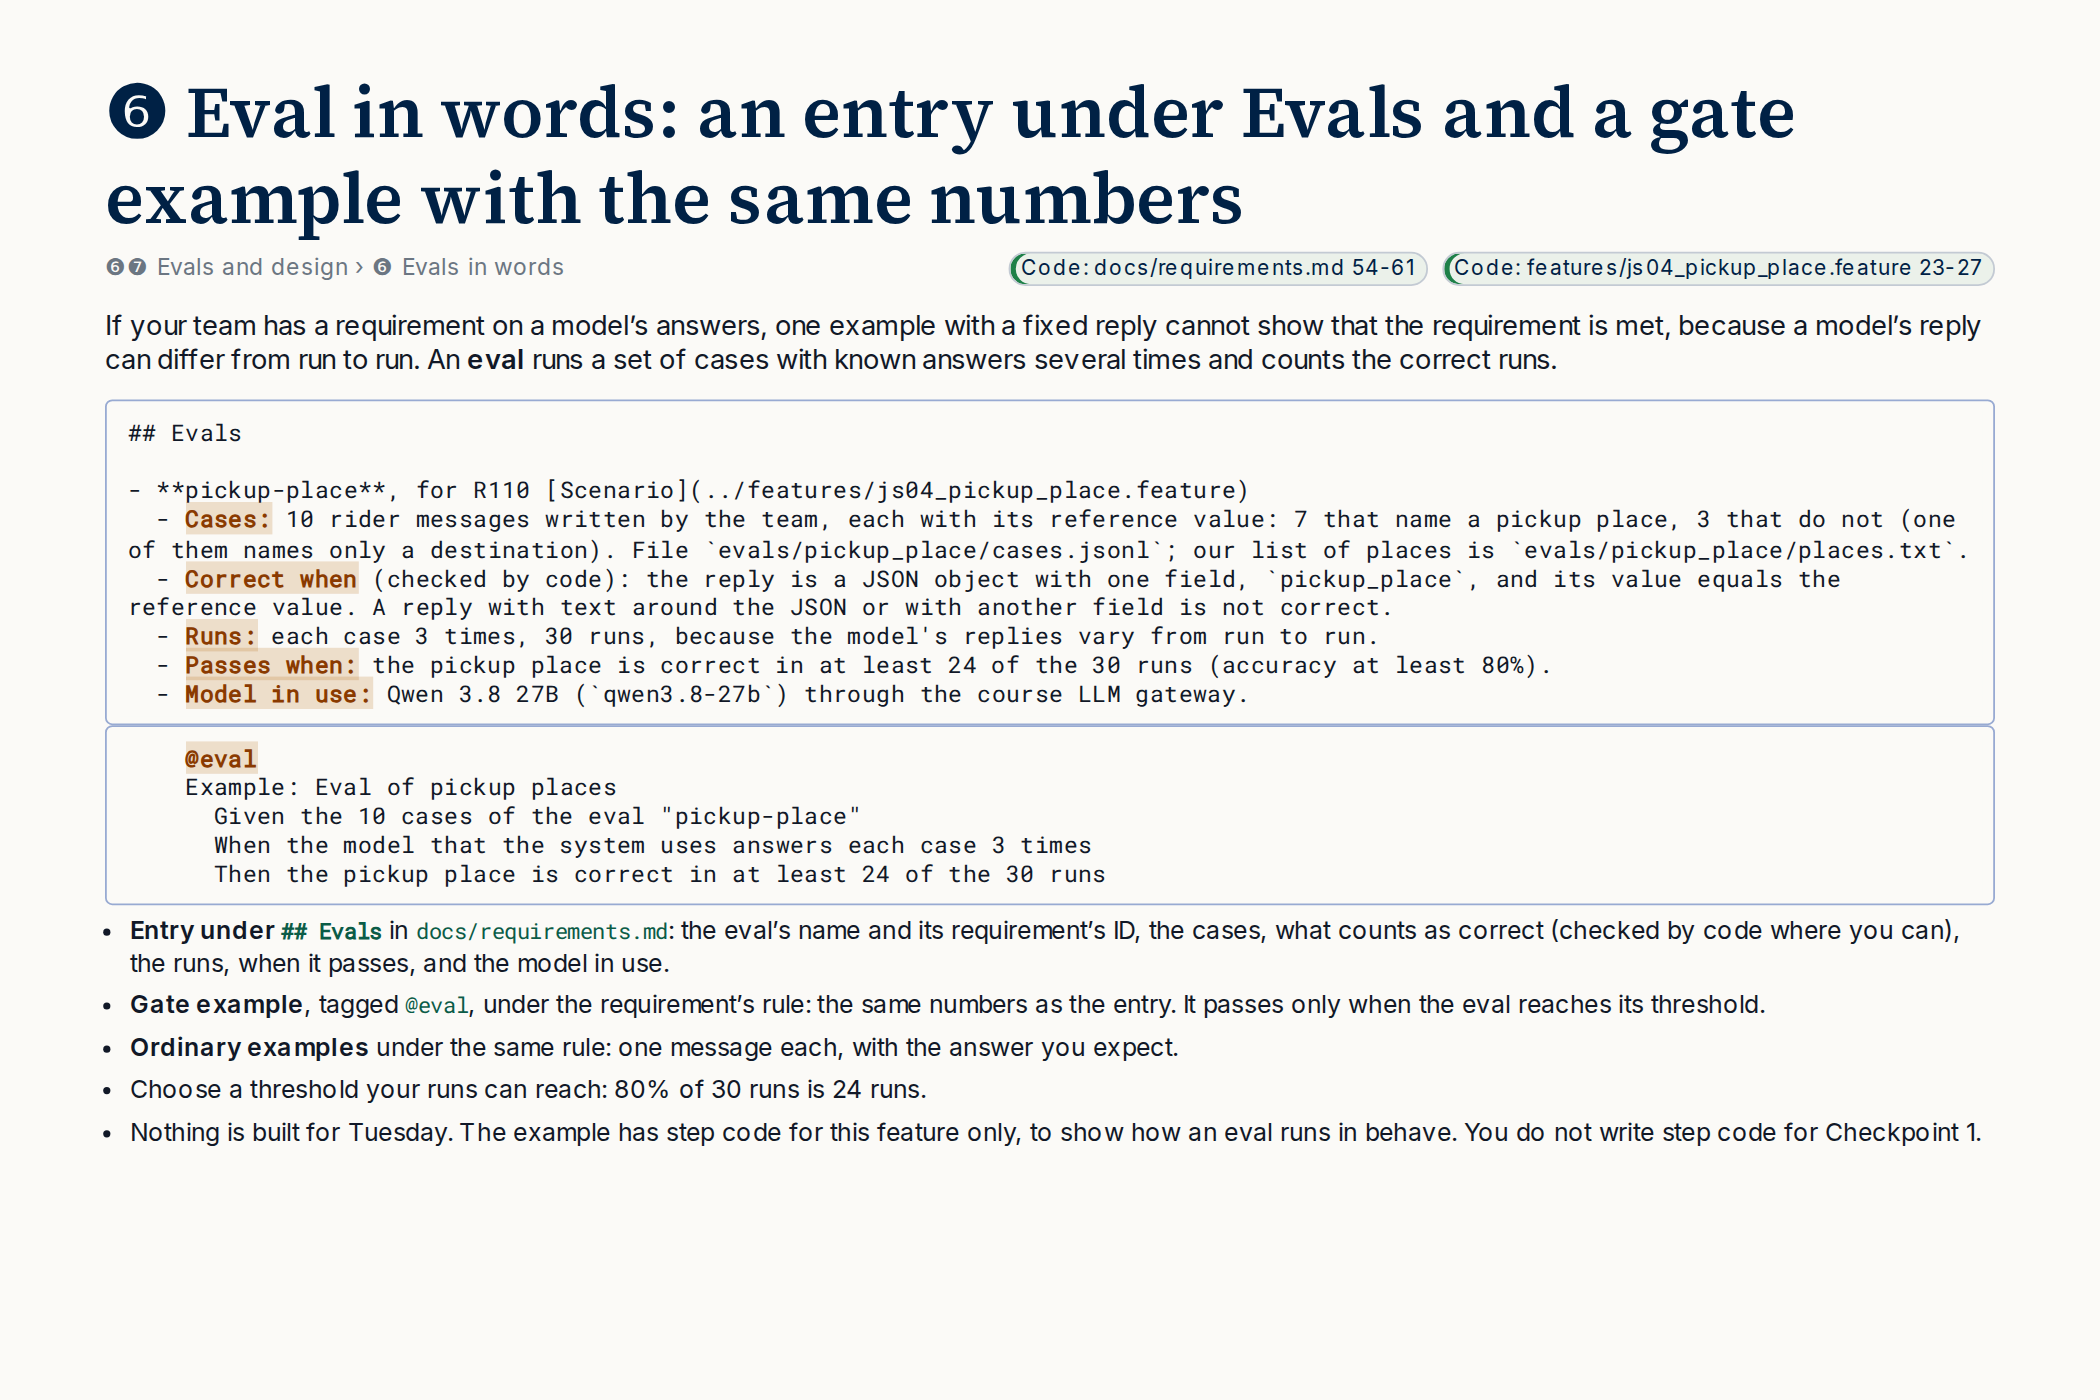 ❻ Eval in words: an entry under Evals and a gate
example with the same numbers
❻❼ Evals and design › ❻ Evals in words
Code: docs/requirements.md 54-61
Code: features/js04_pickup_place.feature 23-27
If your team has a requirement on a model’s answers, one example with a fixed reply cannot show that the requirement is met, because a model’s reply
can differ from run to run. An eval runs a set of cases with known answers several times and counts the correct runs.
## Evals
- **pickup-place**, for R110 [Scenario](../features/js04_pickup_place.feature)
- Cases: 10 rider messages written by the team, each with its reference value: 7 that name a pickup place, 3 that do not (one
of them names only a destination). File `evals/pickup_place/cases.jsonl`; our list of places is `evals/pickup_place/places.txt`.
- Correct when (checked by code): the reply is a JSON object with one field, `pickup_place`, and its value equals the
reference value. A reply with text around the JSON or with another field is not correct.
- Runs: each case 3 times, 30 runs, because the model's replies vary from run to run.
- Passes when: the pickup place is correct in at least 24 of the 30 runs (accuracy at least 80%).
- Model in use: Qwen 3.8 27B (`qwen3.8-27b`) through the course LLM gateway.
@eval
Example: Eval of pickup places
Given the 10 cases of the eval "pickup-place"
When the model that the system uses answers each case 3 times
Then the pickup place is correct in at least 24 of the 30 runs
• Entry under ## Evals in docs/requirements.md: the eval’s name and its requirement’s ID, the cases, what counts as correct (checked by code where you can),
the runs, when it passes, and the model in use.
• Gate example, tagged @eval, under the requirement’s rule: the same numbers as the entry. It passes only when the eval reaches its threshold.
• Ordinary examples under the same rule: one message each, with the answer you expect.
• Choose a threshold your runs can reach: 80% of 30 runs is 24 runs.
• Nothing is built for Tuesday. The example has step code for this feature only, to show how an eval runs in behave. You do not write step code for Checkpoint 1.